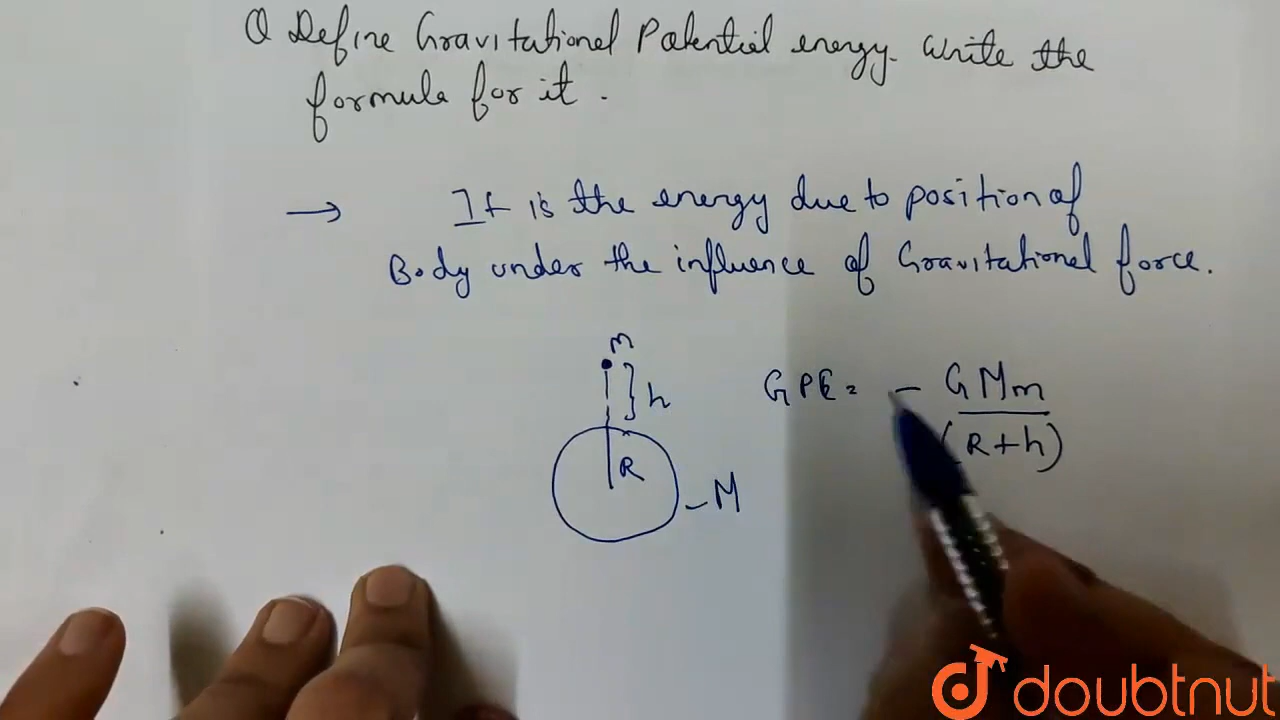 Q Define Gravitational Potential energy. Write the
formula for it.
→ It is the energy due to position of
Body under the influence of Gravitational force.
m
h
R
- M
GPE = - GMm
(R+h)
doubtnut